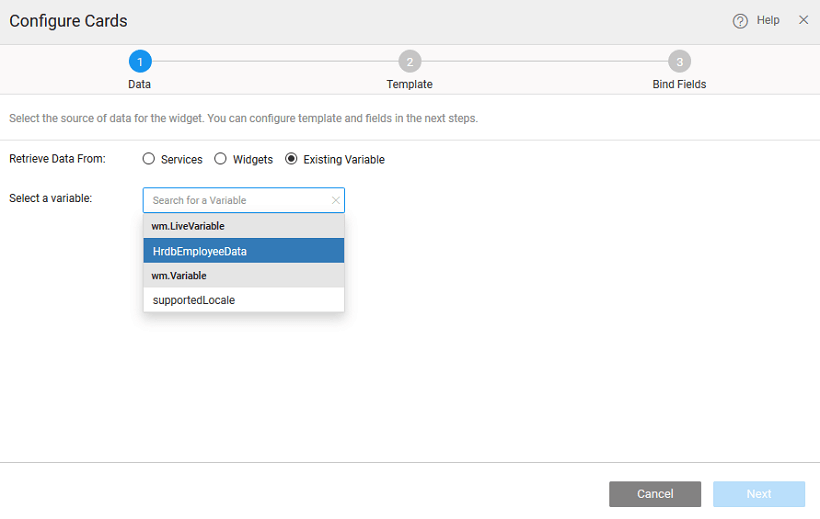 Configure Cards
? Help ×
1 2 3
Data Template Bind Fields
Select the source of data for the widget. You can configure template and fields in the next steps.
Retrieve Data From: Services Widgets Existing Variable
Select a variable: Search for a Variable ×
wm.LiveVariable
HrdbEmployeeData
wm.Variable
supportedLocale
Cancel Next